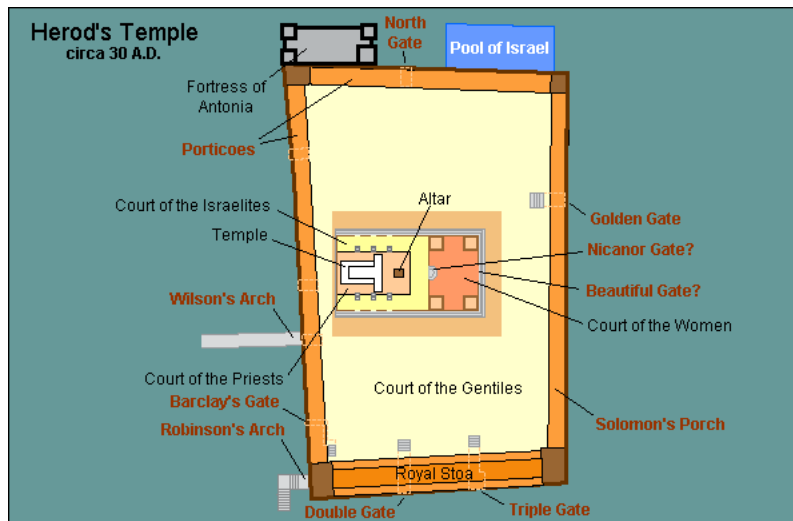 Herod's Temple
circa 30 A.D.
North
Gate
Pool of Israel
Fortress of
Antonia
Porticoes
Court of the Israelites
Altar
Golden Gate
Temple
Nicanor Gate?
Wilson's Arch
Beautiful Gate?
Court of the Women
Court of the Priests
Court of the Gentiles
Barclay's Gate
Solomon's Porch
Robinson's Arch
Royal Stoa
Double Gate
Triple Gate